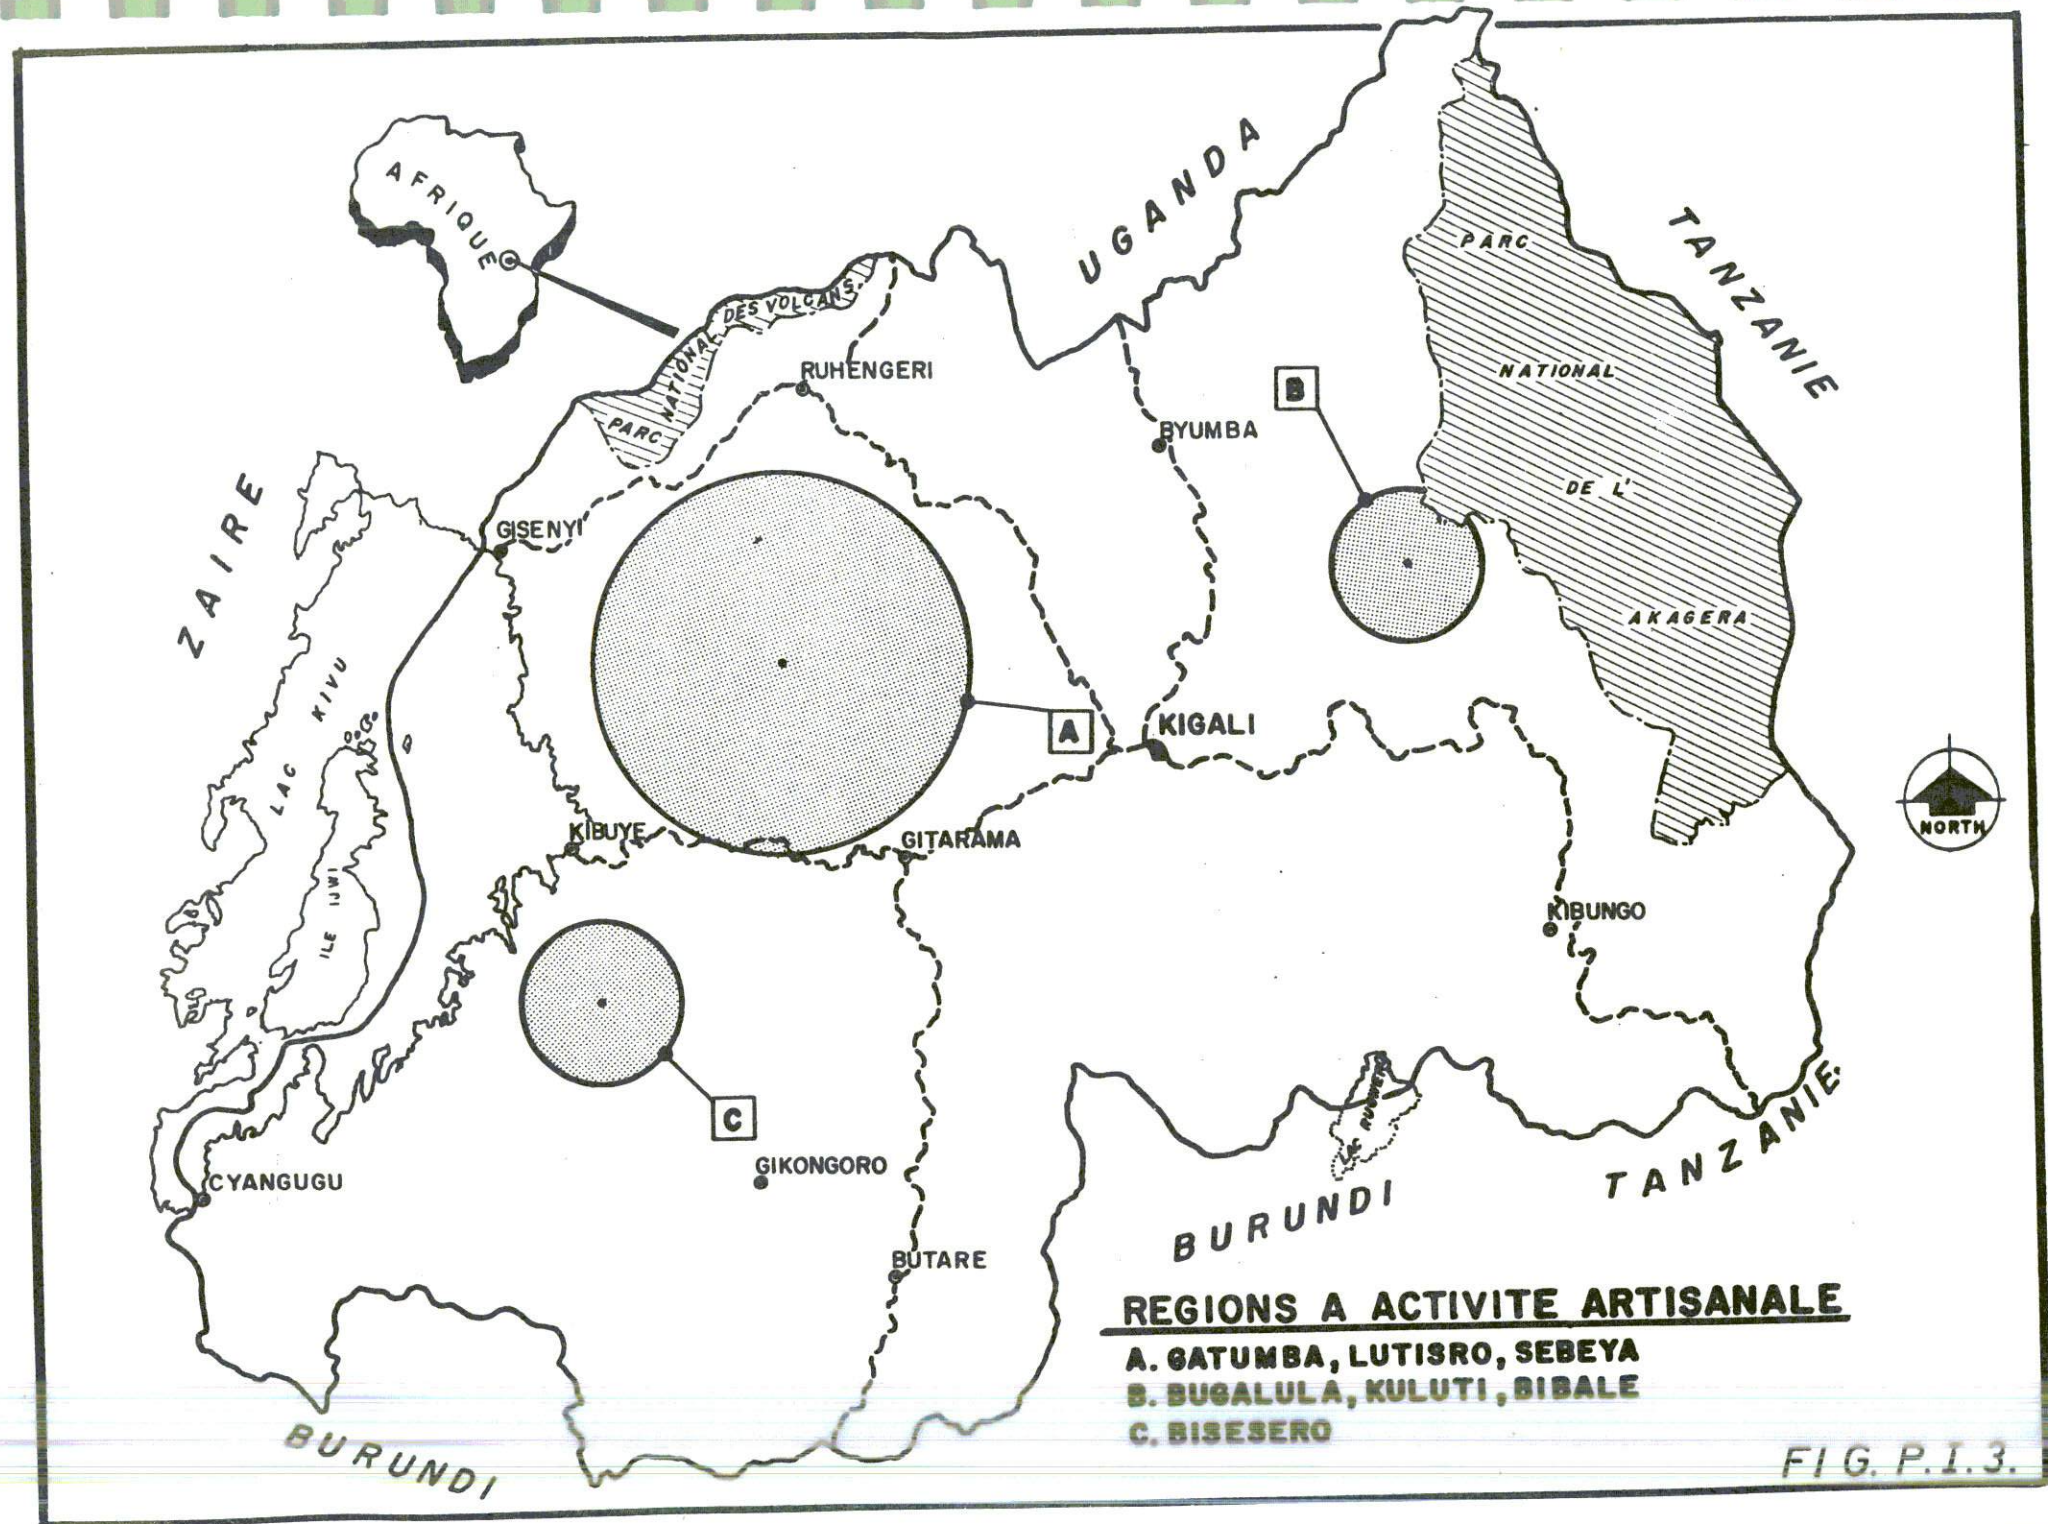 AFRIQUE
UGANDA
TANZANIE
ZAIRE
PARC NATIONAL DES VOLCANS
PARC
NATIONAL
DE L'
AKAGERA
RUHENGERI
B
BYUMBA
GISENYI
LAC KIVU
ILE IJWI
A
KIGALI
KIBUYE
GITARAMA
NORTH
KIBUNGO
C
GIKONGORO
CYANGUGU
BUTARE
BURUNDI
TANZANIE.
BURUNDI
REGIONS A ACTIVITE ARTISANALE
A. GATUMBA, LUTISRO, SEBEYA
B. BUGALULA, KULUTI, BIBALE
C. BISESERO
FIG. P.I.3.